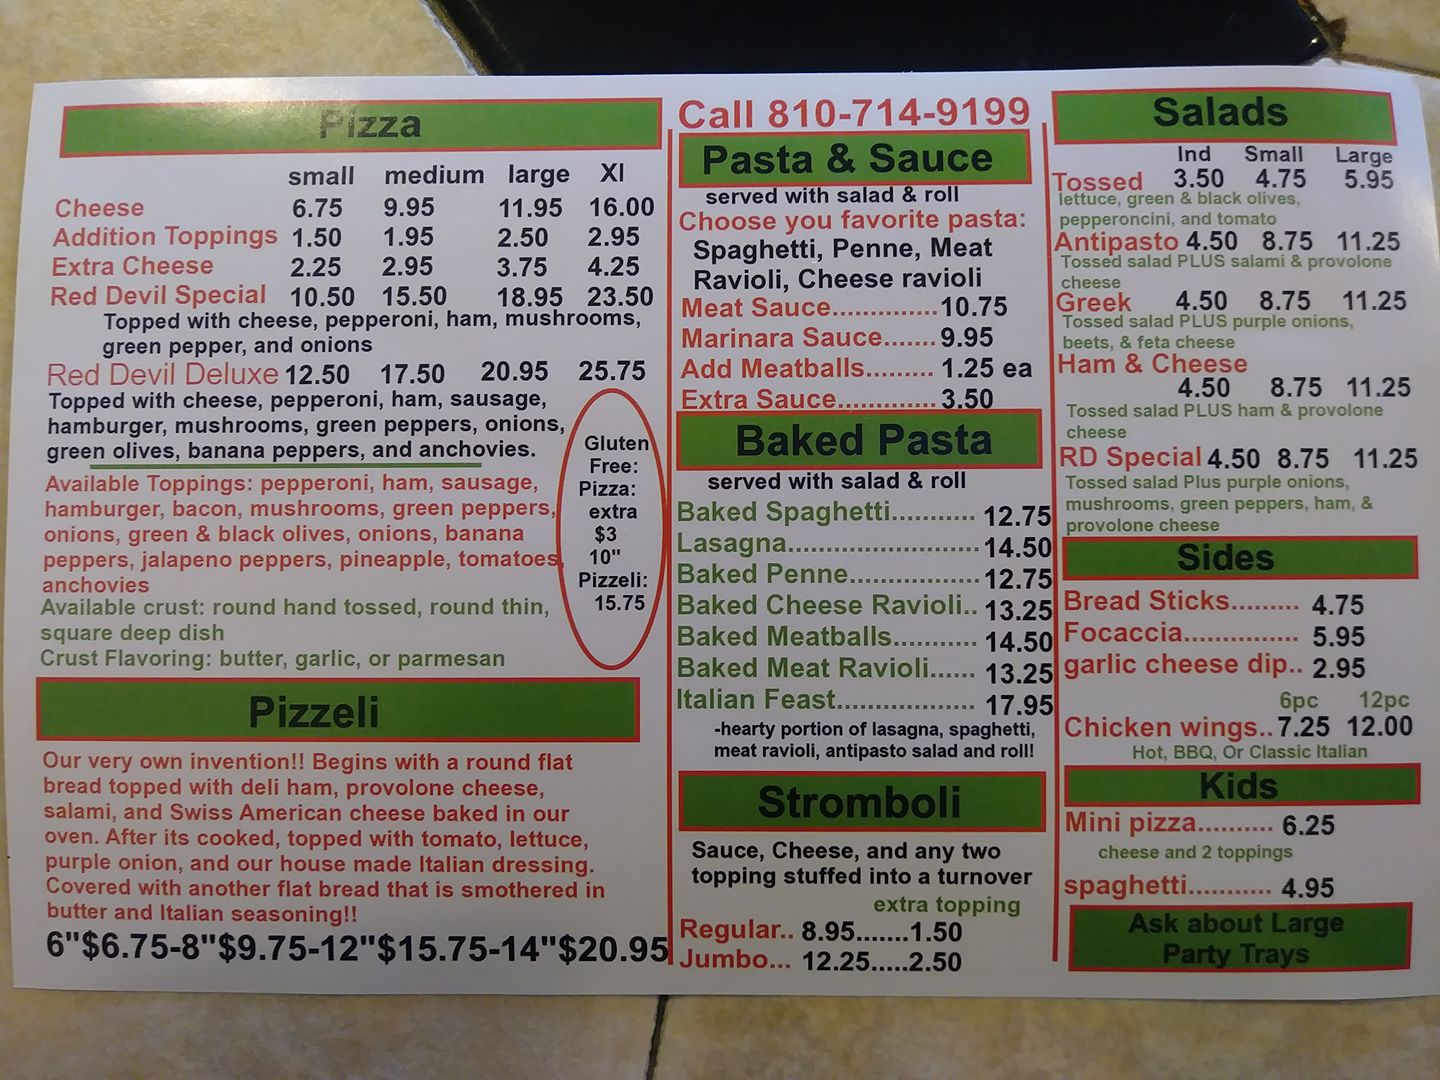 Pizza
small medium large Xl
Cheese 6.75 9.95 11.95 16.00
Addition Toppings 1.50 1.95 2.50 2.95
Extra Cheese 2.25 2.95 3.75 4.25
Red Devil Special 10.50 15.50 18.95 23.50
Topped with cheese, pepperoni, ham, mushrooms,
green pepper, and onions
Red Devil Deluxe 12.50 17.50 20.95 25.75
Topped with cheese, pepperoni, ham, sausage,
hamburger, mushrooms, green peppers, onions,
green olives, banana peppers, and anchovies.
Available Toppings: pepperoni, ham, sausage,
hamburger, bacon, mushrooms, green peppers,
onions, green & black olives, onions, banana
peppers, jalapeno peppers, pineapple, tomatoes,
anchovies
Available crust: round hand tossed, round thin,
square deep dish
Crust Flavoring: butter, garlic, or parmesan
Gluten
Free:
Pizza:
extra
$3
10"
Pizzeli:
15.75
Pizzeli
Our very own invention!! Begins with a round flat
bread topped with deli ham, provolone cheese,
salami, and Swiss American cheese baked in our
oven. After its cooked, topped with tomato, lettuce,
purple onion, and our house made Italian dressing.
Covered with another flat bread that is smothered in
butter and Italian seasoning!!
6"$6.75-8"$9.75-12"$15.75-14"$20.95
Call 810-714-9199
Pasta & Sauce
served with salad & roll
Choose you favorite pasta:
Spaghetti, Penne, Meat
Ravioli, Cheese ravioli
Meat Sauce.............. 10.75
Marinara Sauce....... 9.95
Add Meatballs......... 1.25 ea
Extra Sauce............. 3.50
Baked Pasta
served with salad & roll
Baked Spaghetti........... 12.75
Lasagna......................... 14.50
Baked Penne................. 12.75
Baked Cheese Ravioli.. 13.25
Baked Meatballs........... 14.50
Baked Meat Ravioli...... 13.25
Italian Feast.................. 17.95
-hearty portion of lasagna, spaghetti,
meat ravioli, antipasto salad and roll!
Stromboli
Sauce, Cheese, and any two
topping stuffed into a turnover
extra topping
Regular.. 8.95.......1.50
Jumbo... 12.25.....2.50
Salads
Ind Small Large
Tossed 3.50 4.75 5.95
lettuce, green & black olives,
pepperoncini, and tomato
Antipasto 4.50 8.75 11.25
Tossed salad PLUS salami & provolone
cheese
Greek 4.50 8.75 11.25
Tossed salad PLUS purple onions,
beets, & feta cheese
Ham & Cheese
4.50 8.75 11.25
Tossed salad PLUS ham & provolone
cheese
RD Special 4.50 8.75 11.25
Tossed salad Plus purple onions,
mushrooms, green peppers, ham, &
provolone cheese
Sides
Bread Sticks......... 4.75
Focaccia............... 5.95
garlic cheese dip.. 2.95
6pc 12pc
Chicken wings.. 7.25 12.00
Hot, BBQ, Or Classic Italian
Kids
Mini pizza.......... 6.25
cheese and 2 toppings
spaghetti........... 4.95
Ask about Large
Party Trays